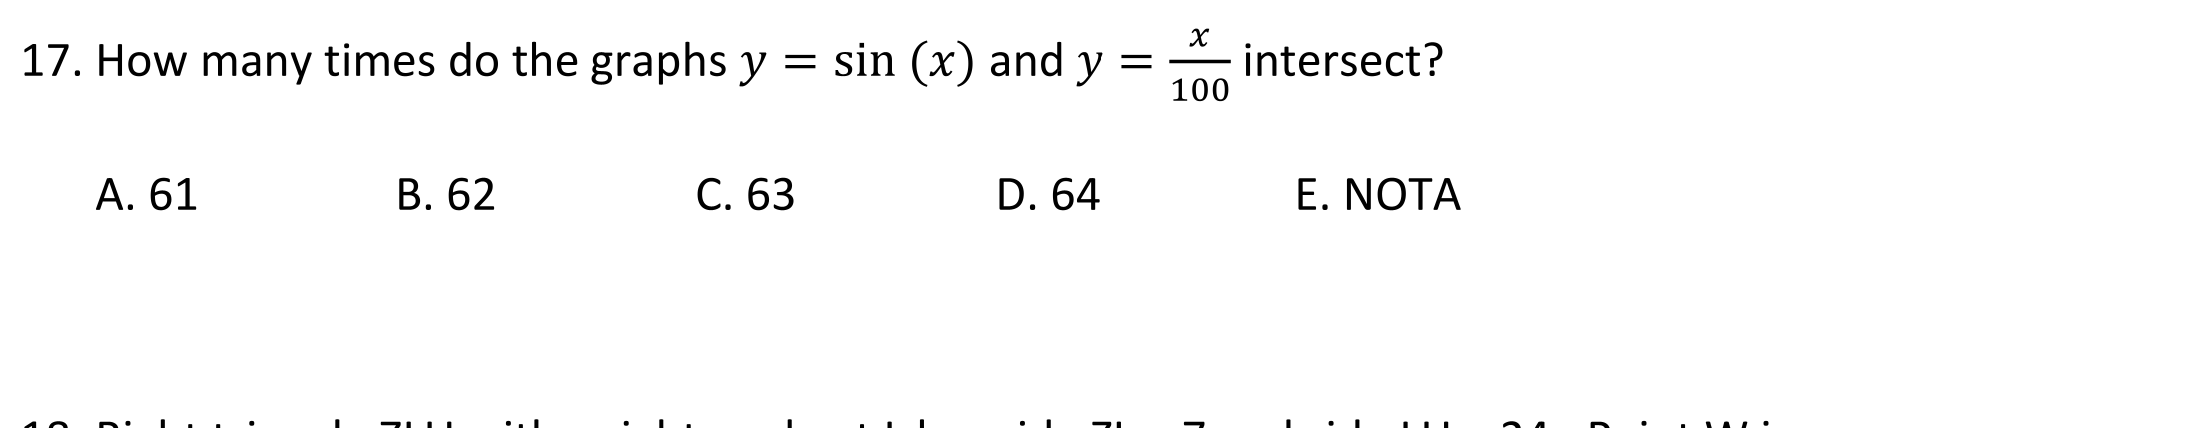 17. How many times do the graphs y = sin (x) and y = x/100 intersect?
A. 61 B. 62 C. 63 D. 64 E. NOTA